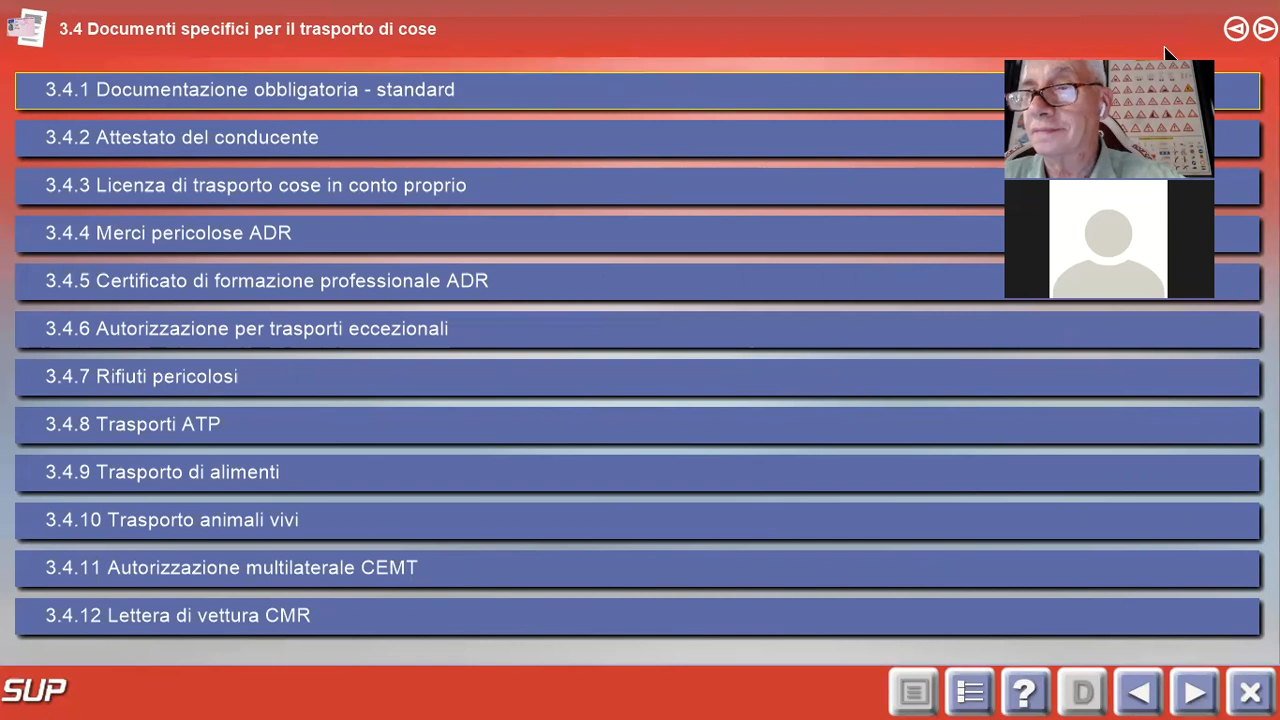 3.4 Documenti specifici per il trasporto di cose
3.4.1 Documentazione obbligatoria - standard
3.4.2 Attestato del conducente
3.4.3 Licenza di trasporto cose in conto proprio
3.4.4 Merci pericolose ADR
3.4.5 Certificato di formazione professionale ADR
3.4.6 Autorizzazione per trasporti eccezionali
3.4.7 Rifiuti pericolosi
3.4.8 Trasporti ATP
3.4.9 Trasporto di alimenti
3.4.10 Trasporto animali vivi
3.4.11 Autorizzazione multilaterale CEMT
3.4.12 Lettera di vettura CMR
SUP
? D